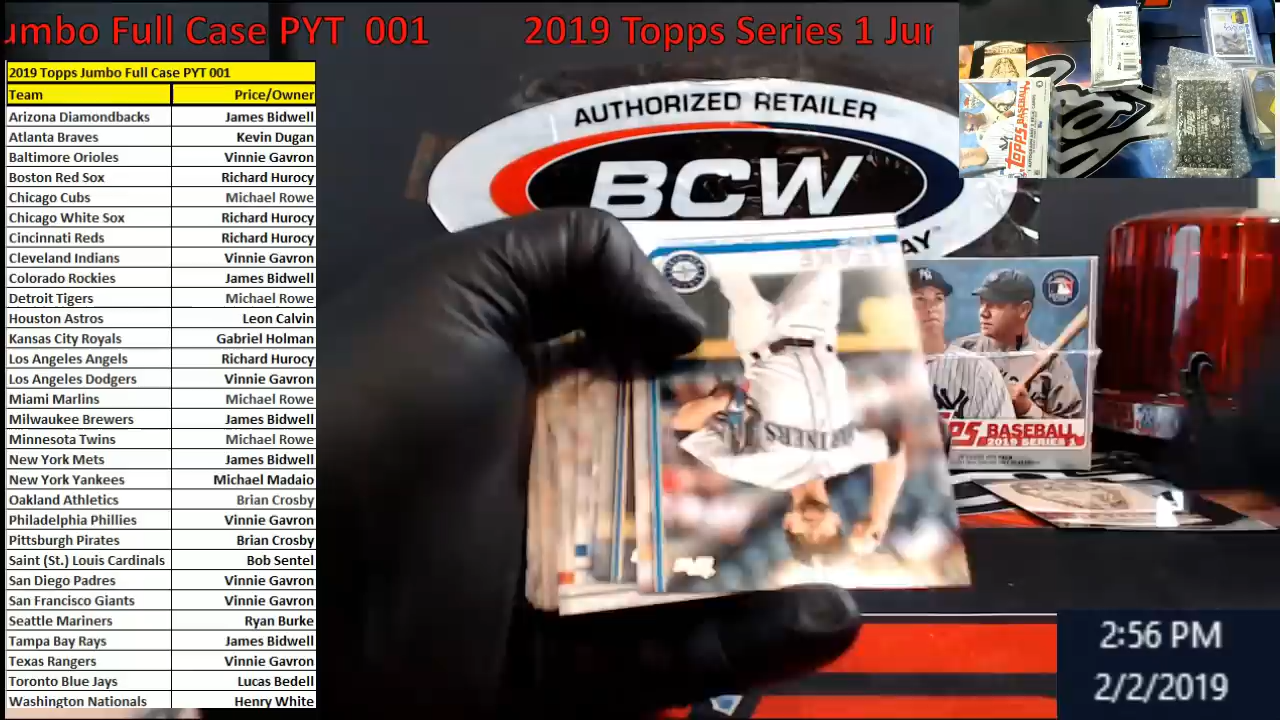 umbo Full Case PYT 001 2019 Topps Series 1 Jur
2019 Topps Jumbo Full Case PYT 001
Team Price/Owner
Arizona Diamondbacks James Bidwell
Atlanta Braves Kevin Dugan
Baltimore Orioles Vinnie Gavron
Boston Red Sox Richard Hurocy
Chicago Cubs Michael Rowe
Chicago White Sox Richard Hurocy
Cincinnati Reds Richard Hurocy
Cleveland Indians Vinnie Gavron
Colorado Rockies James Bidwell
Detroit Tigers Michael Rowe
Houston Astros Leon Calvin
Kansas City Royals Gabriel Holman
Los Angeles Angels Richard Hurocy
Los Angeles Dodgers Vinnie Gavron
Miami Marlins Michael Rowe
Milwaukee Brewers James Bidwell
Minnesota Twins Michael Rowe
New York Mets James Bidwell
New York Yankees Michael Madaio
Oakland Athletics Brian Crosby
Philadelphia Phillies Vinnie Gavron
Pittsburgh Pirates Brian Crosby
Saint (St.) Louis Cardinals Bob Sentel
San Diego Padres Vinnie Gavron
San Francisco Giants Vinnie Gavron
Seattle Mariners Ryan Burke
Tampa Bay Rays James Bidwell
Texas Rangers Vinnie Gavron
Toronto Blue Jays Lucas Bedell
Washington Nationals Henry White
AUTHORIZED RETAILER
BCW
AY
MARINERS
PS BASEBALL
2019 SERIES 1
TOPPS BASEBALL
2:56 PM
2/2/2019